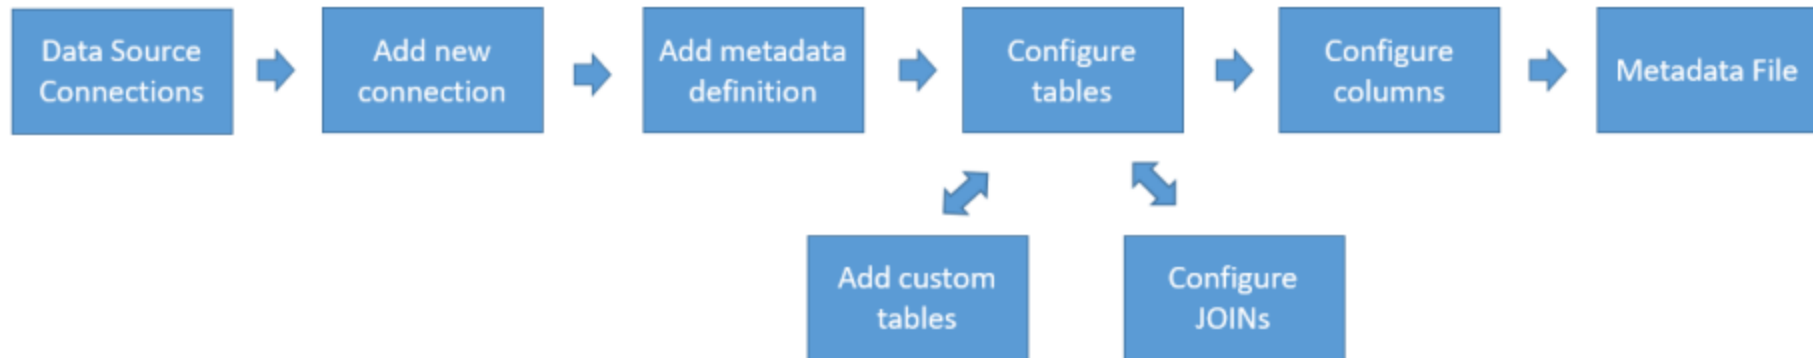 Data Source
Connections
Add new
connection
Add metadata
definition
Configure
tables
Configure
columns
Metadata File
Add custom
tables
Configure
JOINs